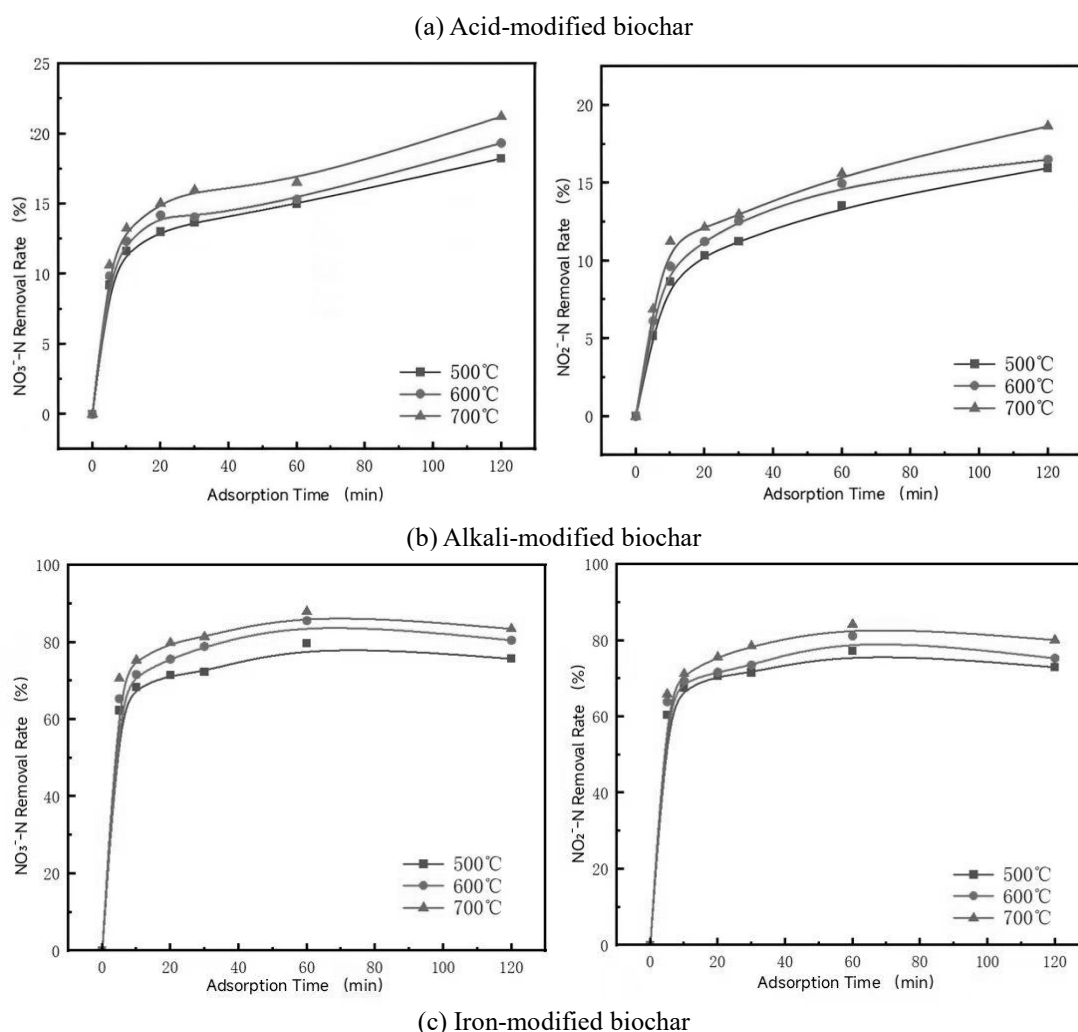 (a) Acid-modified biochar
25
20
15
10
5
0
NO₃⁻-N Removal Rate (%)
500℃
600℃
700℃
0 20 40 60 80 100 120
Adsorption Time (min)
20
15
10
5
0
NO₂⁻-N Removal Rate (%)
500℃
600℃
700℃
0 20 40 60 80 100 120
Adsorption Time (min)
(b) Alkali-modified biochar
100
80
60
40
20
0
NO₃⁻-N Removal Rate (%)
500℃
600℃
700℃
0 20 40 60 80 100 120
Adsorption Time (min)
100
80
60
40
20
0
NO₂⁻-N Removal Rate (%)
500℃
600℃
700℃
0 20 40 60 80 100 120
Adsorption Time (min)
(c) Iron-modified biochar